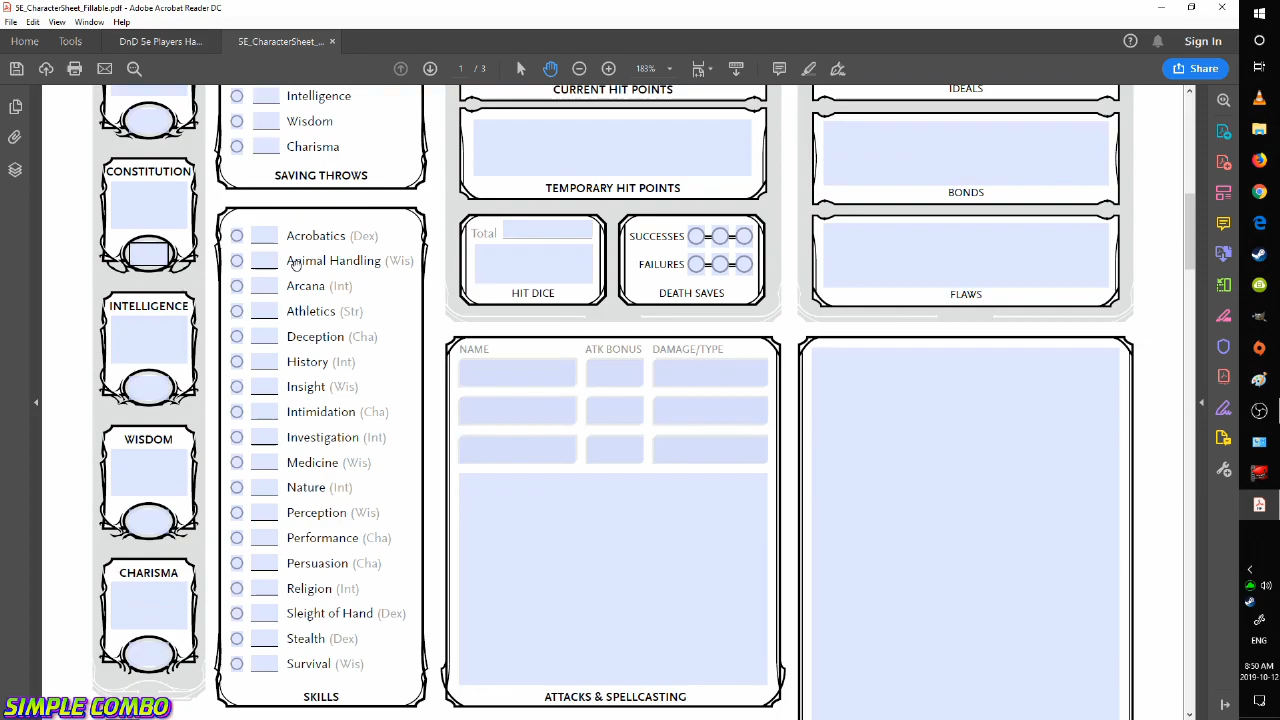 5E_CharacterSheet_Fillable.pdf - Adobe Acrobat Reader DC
File Edit View Window Help
Home Tools DnD 5e Players Ha... 5E_CharacterSheet_... × Sign In
1 / 3 183% Share
Intelligence
Wisdom
Charisma
SAVING THROWS
CURRENT HIT POINTS
TEMPORARY HIT POINTS
IDEALS
BONDS
FLAWS
CONSTITUTION
INTELLIGENCE
WISDOM
CHARISMA
Acrobatics (Dex)
Animal Handling (Wis)
Arcana (Int)
Athletics (Str)
Deception (Cha)
History (Int)
Insight (Wis)
Intimidation (Cha)
Investigation (Int)
Medicine (Wis)
Nature (Int)
Perception (Wis)
Performance (Cha)
Persuasion (Cha)
Religion (Int)
Sleight of Hand (Dex)
Stealth (Dex)
Survival (Wis)
SKILLS
Total
HIT DICE
SUCCESSES
FAILURES
DEATH SAVES
NAME ATK BONUS DAMAGE/TYPE
ATTACKS & SPELLCASTING
ENG
8:50 AM
2019-10-12
SIMPLE COMBO